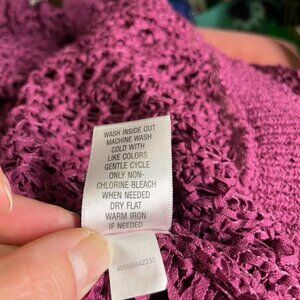 WASH INSIDE OUT
MACHINE WASH
COLD WITH
LIKE COLORS
GENTLE CYCLE
ONLY NON-
CHLORINE BLEACH
WHEN NEEDED
DRY FLAT
WARM IRON
IF NEEDED
400928842230